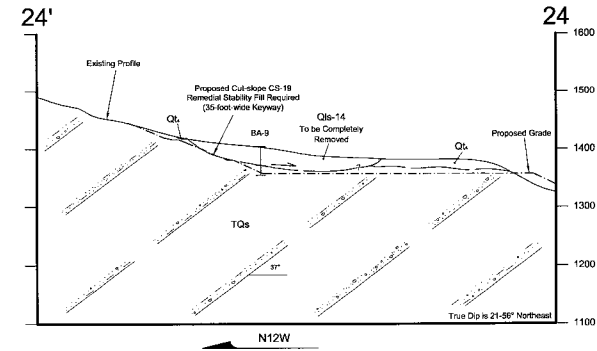 24'
24
1600
Existing Profile
1500
Proposed Cut-slope CS-19
Remedial Stability Fill Required
(35-foot-wide Keyway)
Qls-14
To be Completely
Removed
Qt₄
BA-9
Proposed Grade
Qt₄
1400
1300
TQs
37°
1200
True Dip is 21-56° Northeast
1100
N12W